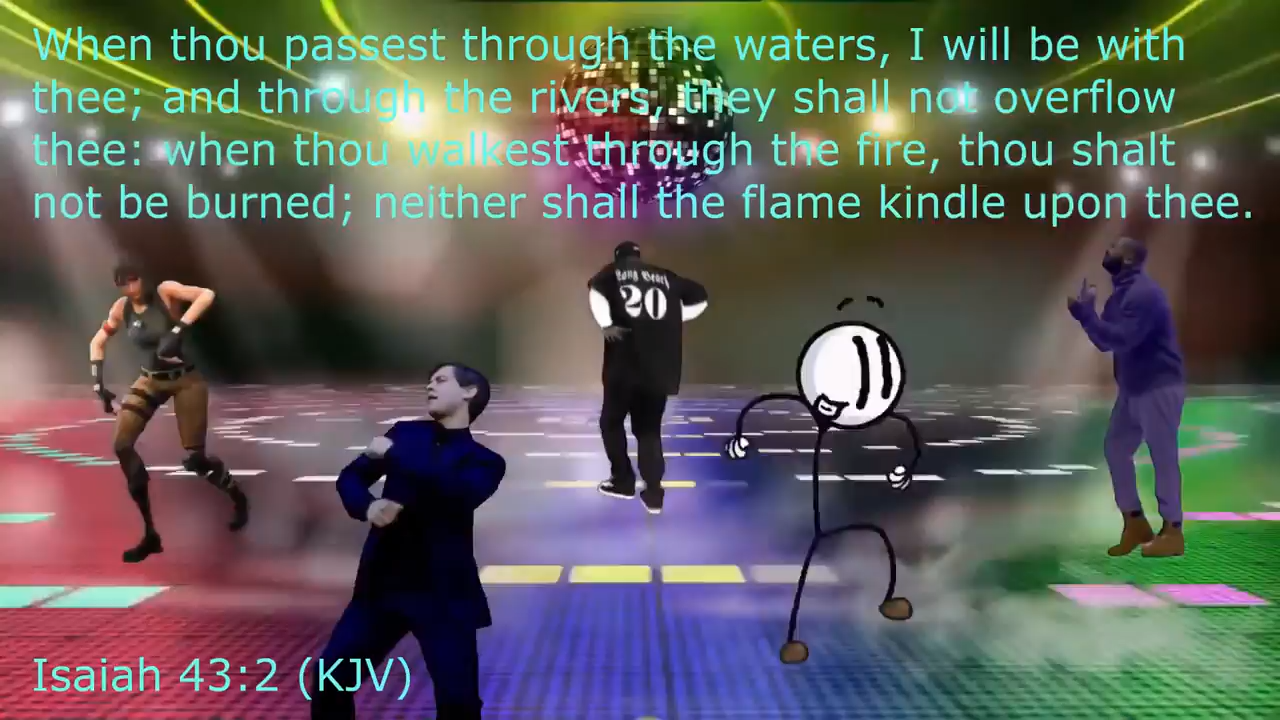 When thou passest through the waters, I will be with
thee; and through the rivers, they shall not overflow
thee: when thou walkest through the fire, thou shalt
not be burned; neither shall the flame kindle upon thee.
Long Beach
20
Isaiah 43:2 (KJV)